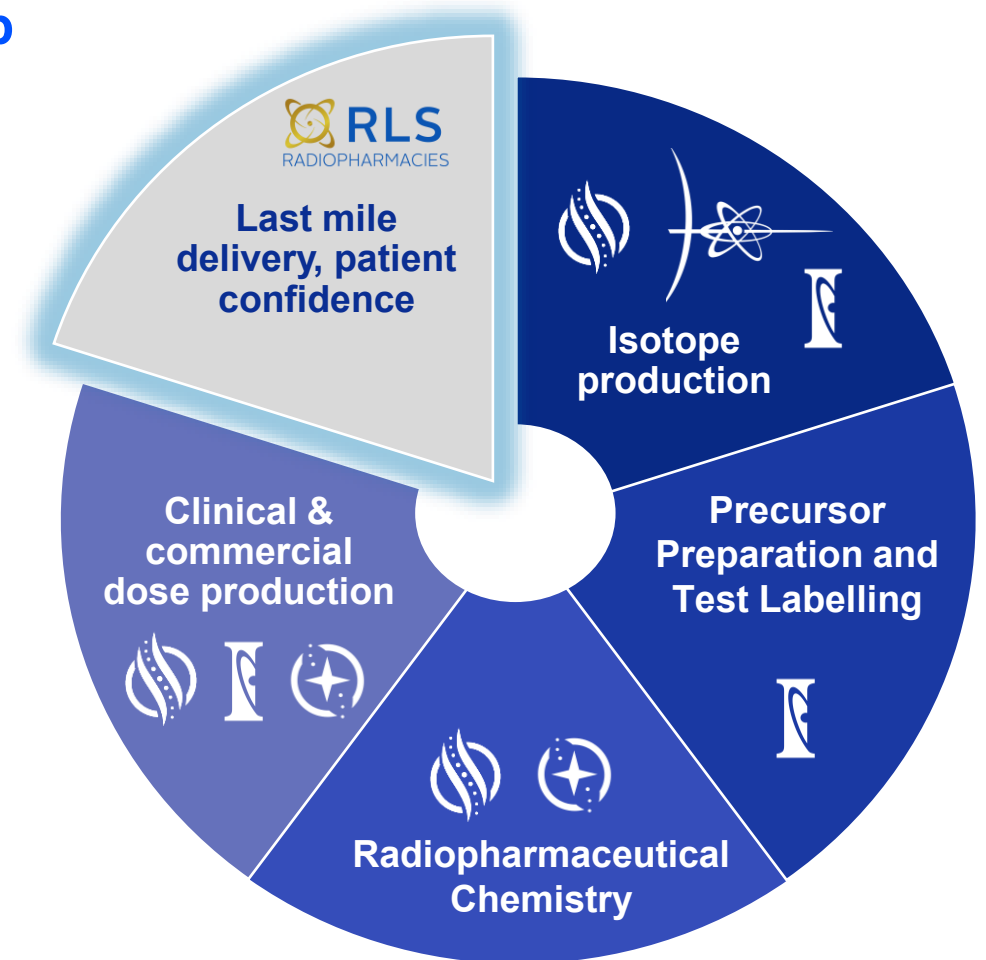 RLS
RADIOPHARMACIES
Last mile
delivery, patient
confidence
Isotope
production
Precursor
Preparation and
Test Labelling
Radiopharmaceutical
Chemistry
Clinical &
commercial
dose production